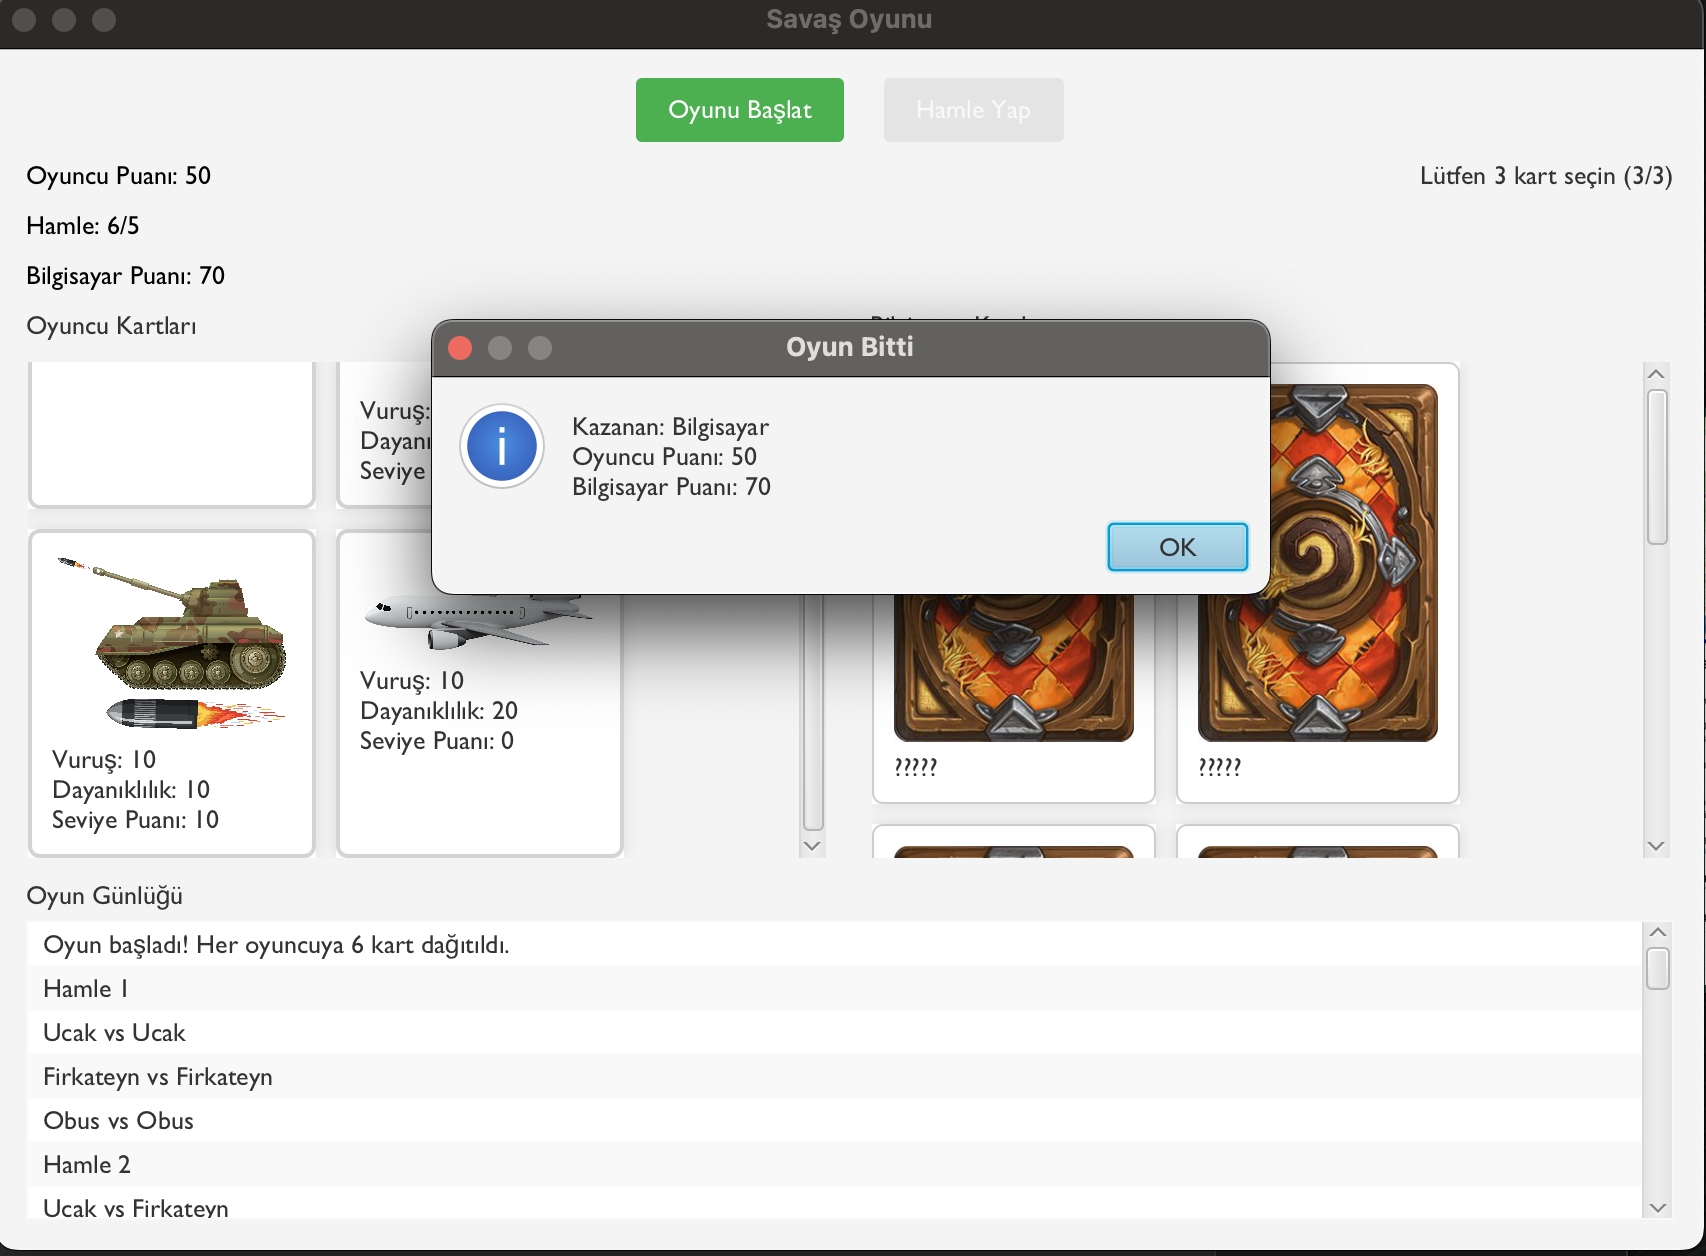 Savaş Oyunu
Oyunu Başlat
Hamle Yap
Oyuncu Puanı: 50
Lütfen 3 kart seçin (3/3)
Hamle: 6/5
Bilgisayar Puanı: 70
Oyuncu Kartları
Oyun Bitti
Kazanan: Bilgisayar
Oyuncu Puanı: 50
Bilgisayar Puanı: 70
OK
Vuruş:
Seviye
Vuruş: 10
Dayanıklılık: 10
Seviye Puanı: 10
Vuruş: 10
Dayanıklılık: 20
Seviye Puanı: 0
?????
?????
Oyun Günlüğü
Oyun başladı! Her oyuncuya 6 kart dağıtıldı.
Hamle 1
Ucak vs Ucak
Firkateyn vs Firkateyn
Obus vs Obus
Hamle 2
Ucak vs Firkateyn